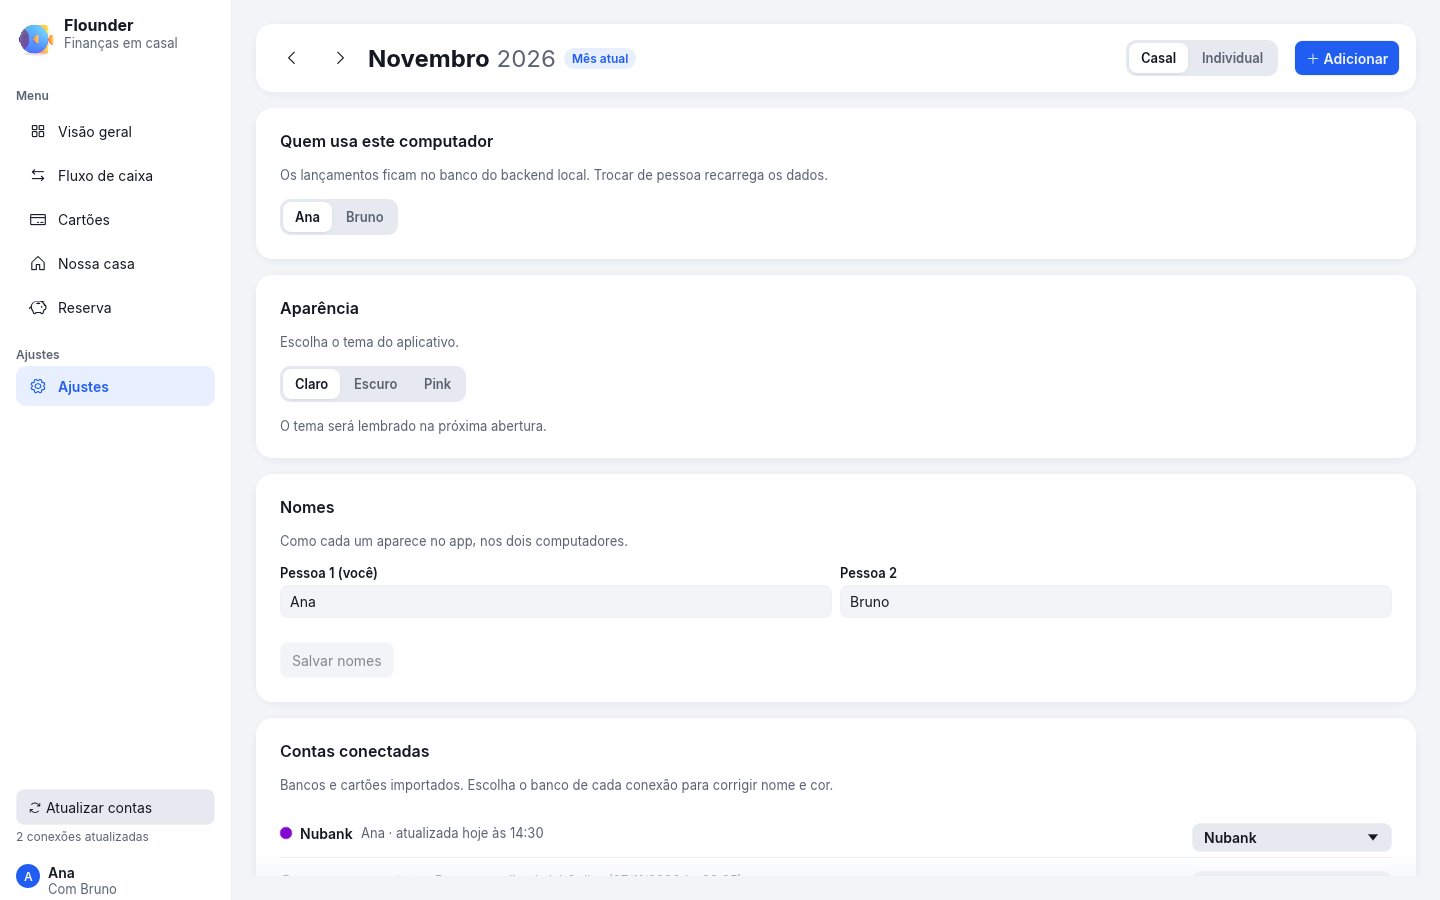 Flounder
Finanças em casal
Menu
Visão geral
Fluxo de caixa
Cartões
Nossa casa
Reserva
Ajustes
Ajustes
Atualizar contas
2 conexões atualizadas
A
Ana
Com Bruno
Novembro 2026 Mês atual
Casal Individual
+ Adicionar
Quem usa este computador
Os lançamentos ficam no banco do backend local. Trocar de pessoa recarrega os dados.
Ana Bruno
Aparência
Escolha o tema do aplicativo.
Claro Escuro Pink
O tema será lembrado na próxima abertura.
Nomes
Como cada um aparece no app, nos dois computadores.
Pessoa 1 (você) Pessoa 2
Ana Bruno
Salvar nomes
Contas conectadas
Bancos e cartões importados. Escolha o banco de cada conexão para corrigir nome e cor.
Nubank Ana · atualizada hoje às 14:30 Nubank